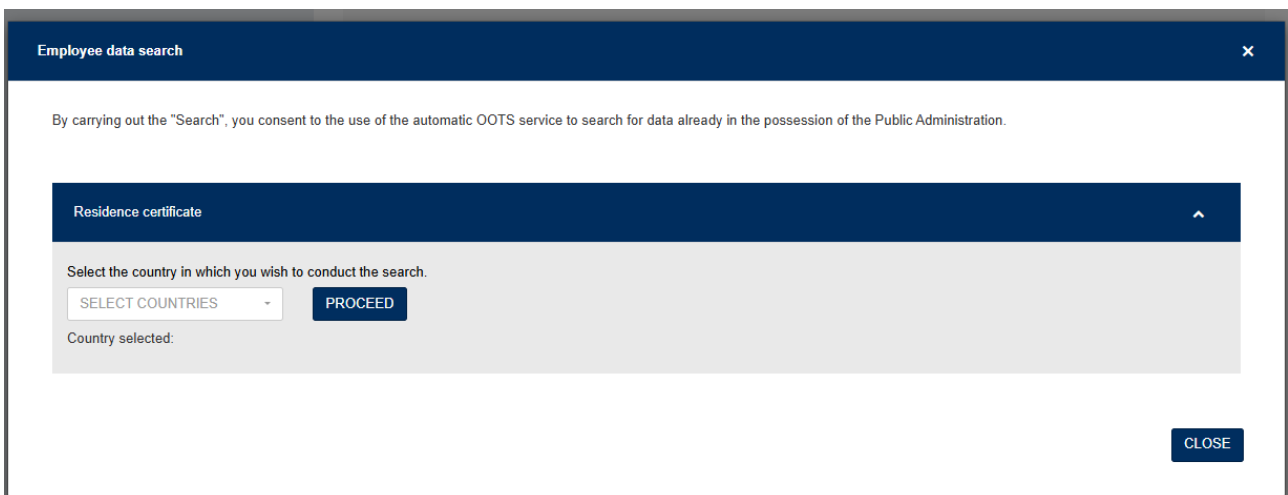 Employee data search
By carrying out the "Search", you consent to the use of the automatic OOTS service to search for data already in the possession of the Public Administration.
Residence certificate
Select the country in which you wish to conduct the search.
SELECT COUNTRIES
PROCEED
Country selected:
CLOSE